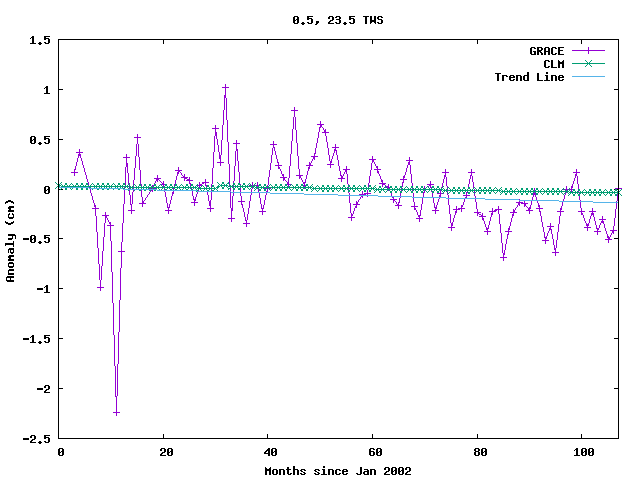 0.5, 23.5 TWS
GRACE
CLM
Trend Line
1.5
1
0.5
0
-0.5
-1
-1.5
-2
-2.5
Anomaly (cm)
0 20 40 60 80 100
Months since Jan 2002